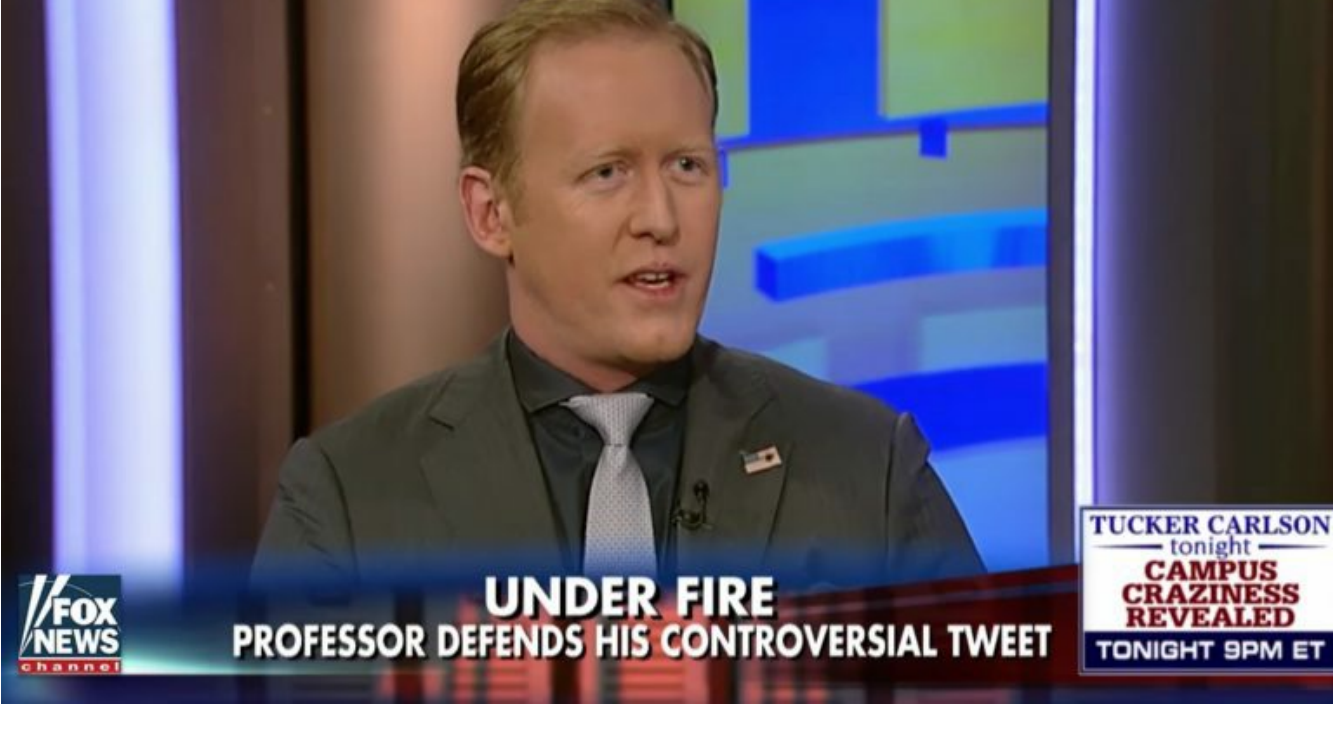 UNDER FIRE
PROFESSOR DEFENDS HIS CONTROVERSIAL TWEET
FOX
NEWS
channel
TUCKER CARLSON
tonight
CAMPUS
CRAZINESS
REVEALED
TONIGHT 9PM ET